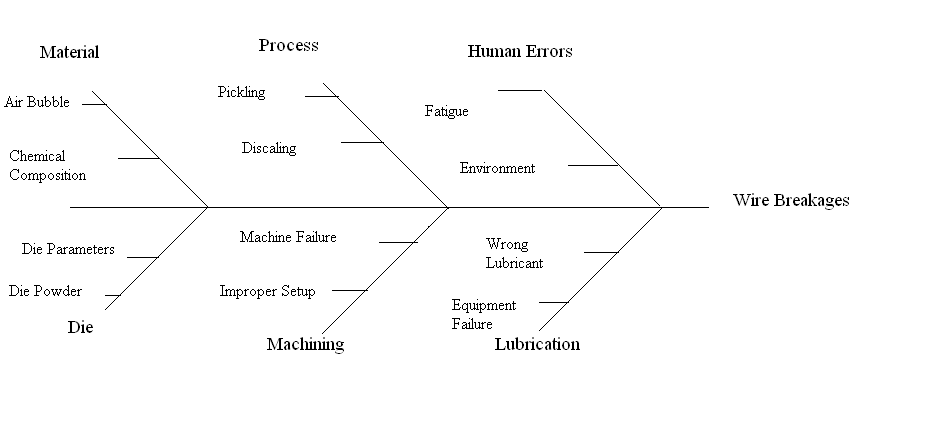 Material
Process
Human Errors
Air Bubble
Pickling
Fatigue
Chemical
Composition
Discaling
Environment
Wire Breakages
Die Parameters
Machine Failure
Wrong
Lubricant
Die Powder
Improper Setup
Equipment
Failure
Die
Machining
Lubrication